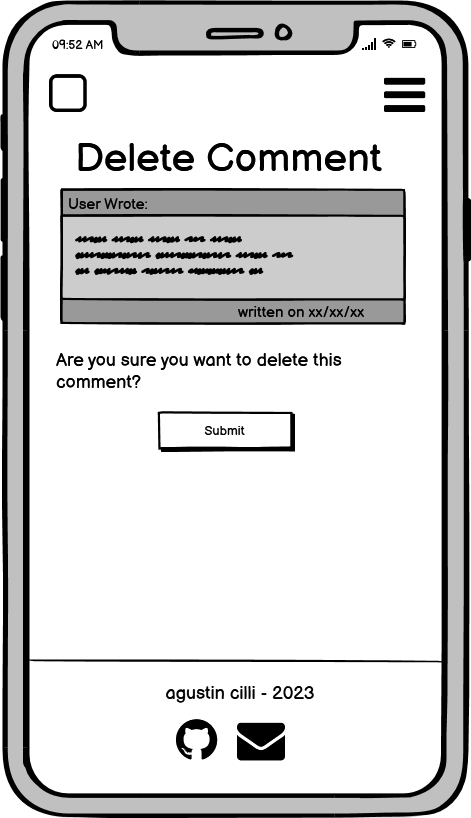 09:52 AM
Delete Comment
User Wrote:
written on xx/xx/xx
Are you sure you want to delete this
comment?
Submit
agustin cilli - 2023